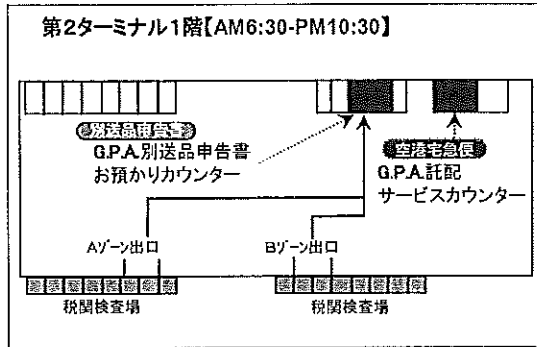 第2ターミナル1階【AM6:30-PM10:30】
別送品申告書
G.P.A.別送品申告書
お預かりカウンター
空港宅急便
G.P.A.託配
サービスカウンター
Aゾーン出口
Bゾーン出口
税関検査場
税関検査場